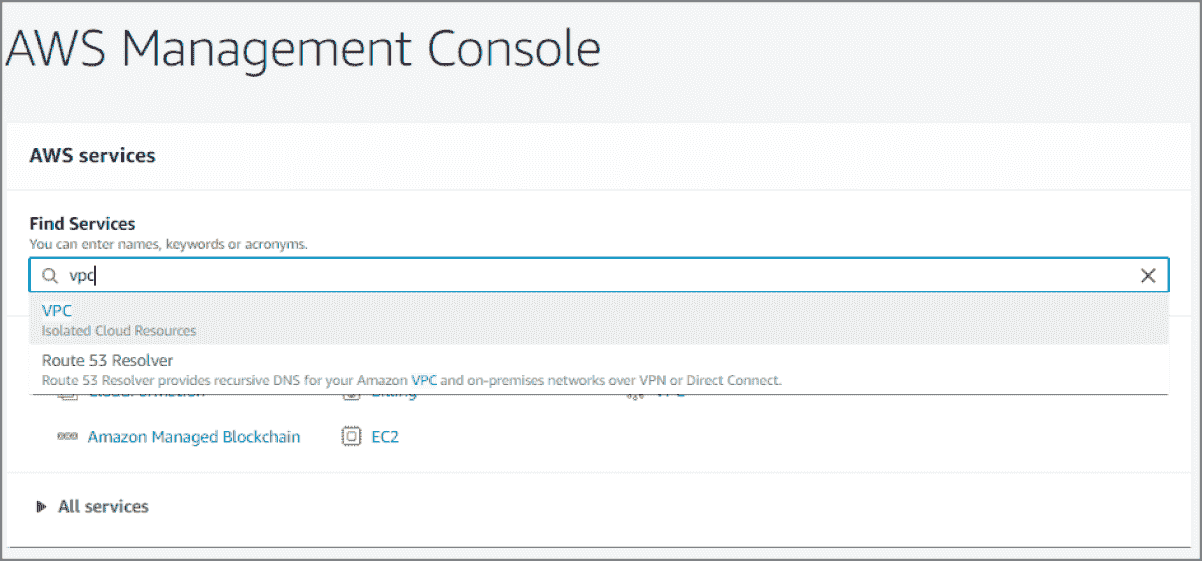 AWS Management Console
AWS services
Find Services
You can enter names, keywords or acronyms.
vpc
VPC
Isolated Cloud Resources
Route 53 Resolver
Route 53 Resolver provides recursive DNS for your Amazon VPC and on-premises networks over VPN or Direct Connect.
Amazon Managed Blockchain EC2
All services